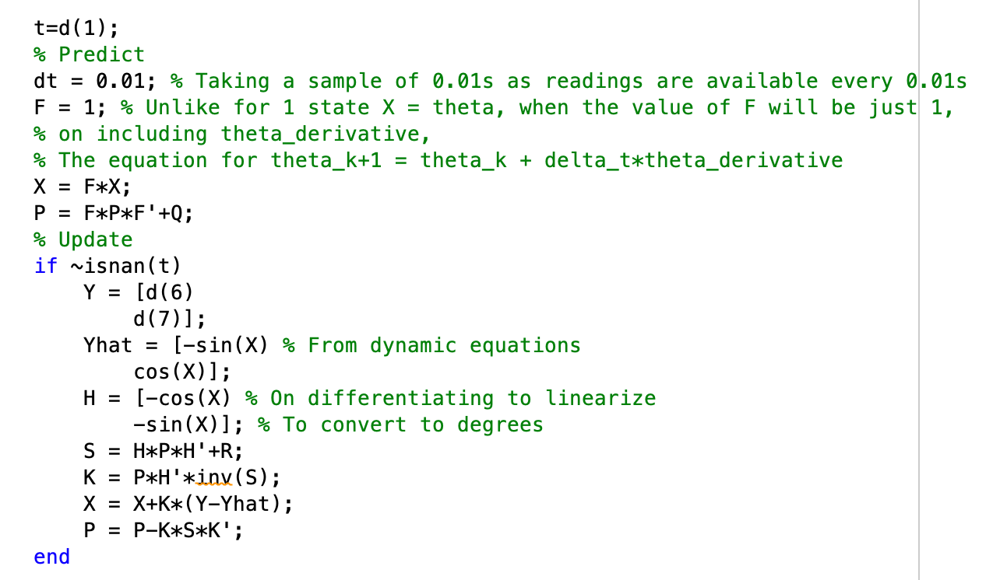 t=d(1);
% Predict
dt = 0.01; % Taking a sample of 0.01s as readings are available every 0.01s
F = 1; % Unlike for 1 state X = theta, when the value of F will be just 1,
% on including theta_derivative,
% The equation for theta_k+1 = theta_k + delta_t*theta_derivative
X = F*X;
P = F*P*F'+Q;
% Update
if ~isnan(t)
    Y = [d(6)
        d(7)];
    Yhat = [-sin(X) % From dynamic equations
        cos(X)];
    H = [-cos(X) % On differentiating to linearize
        -sin(X)]; % To convert to degrees
    S = H*P*H'+R;
    K = P*H'*inv(S);
    X = X+K*(Y-Yhat);
    P = P-K*S*K';
end